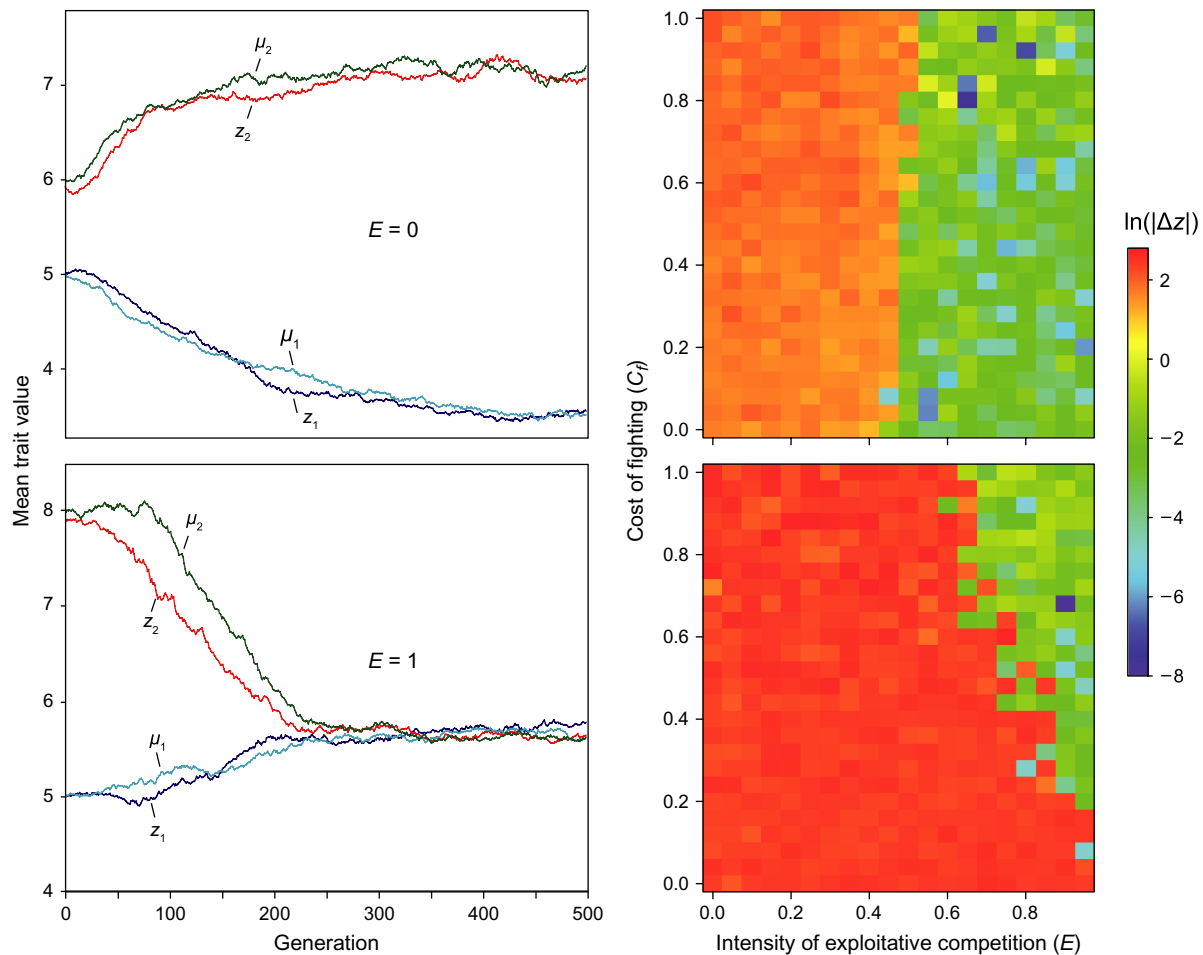 7
6
5
4
μ2
z2
E = 0
μ1
z1
Mean trait value
8
7
6
5
4
μ2
z2
E = 1
μ1
z1
0
100
200
300
400
500
Generation
1.0
0.8
0.6
0.4
0.2
0.0
Cost of fighting (Cf)
1.0
0.8
0.6
0.4
0.2
0.0
0.0
0.2
0.4
0.6
0.8
Intensity of exploitative competition (E)
ln(|Δz|)
2
0
−2
−4
−6
−8